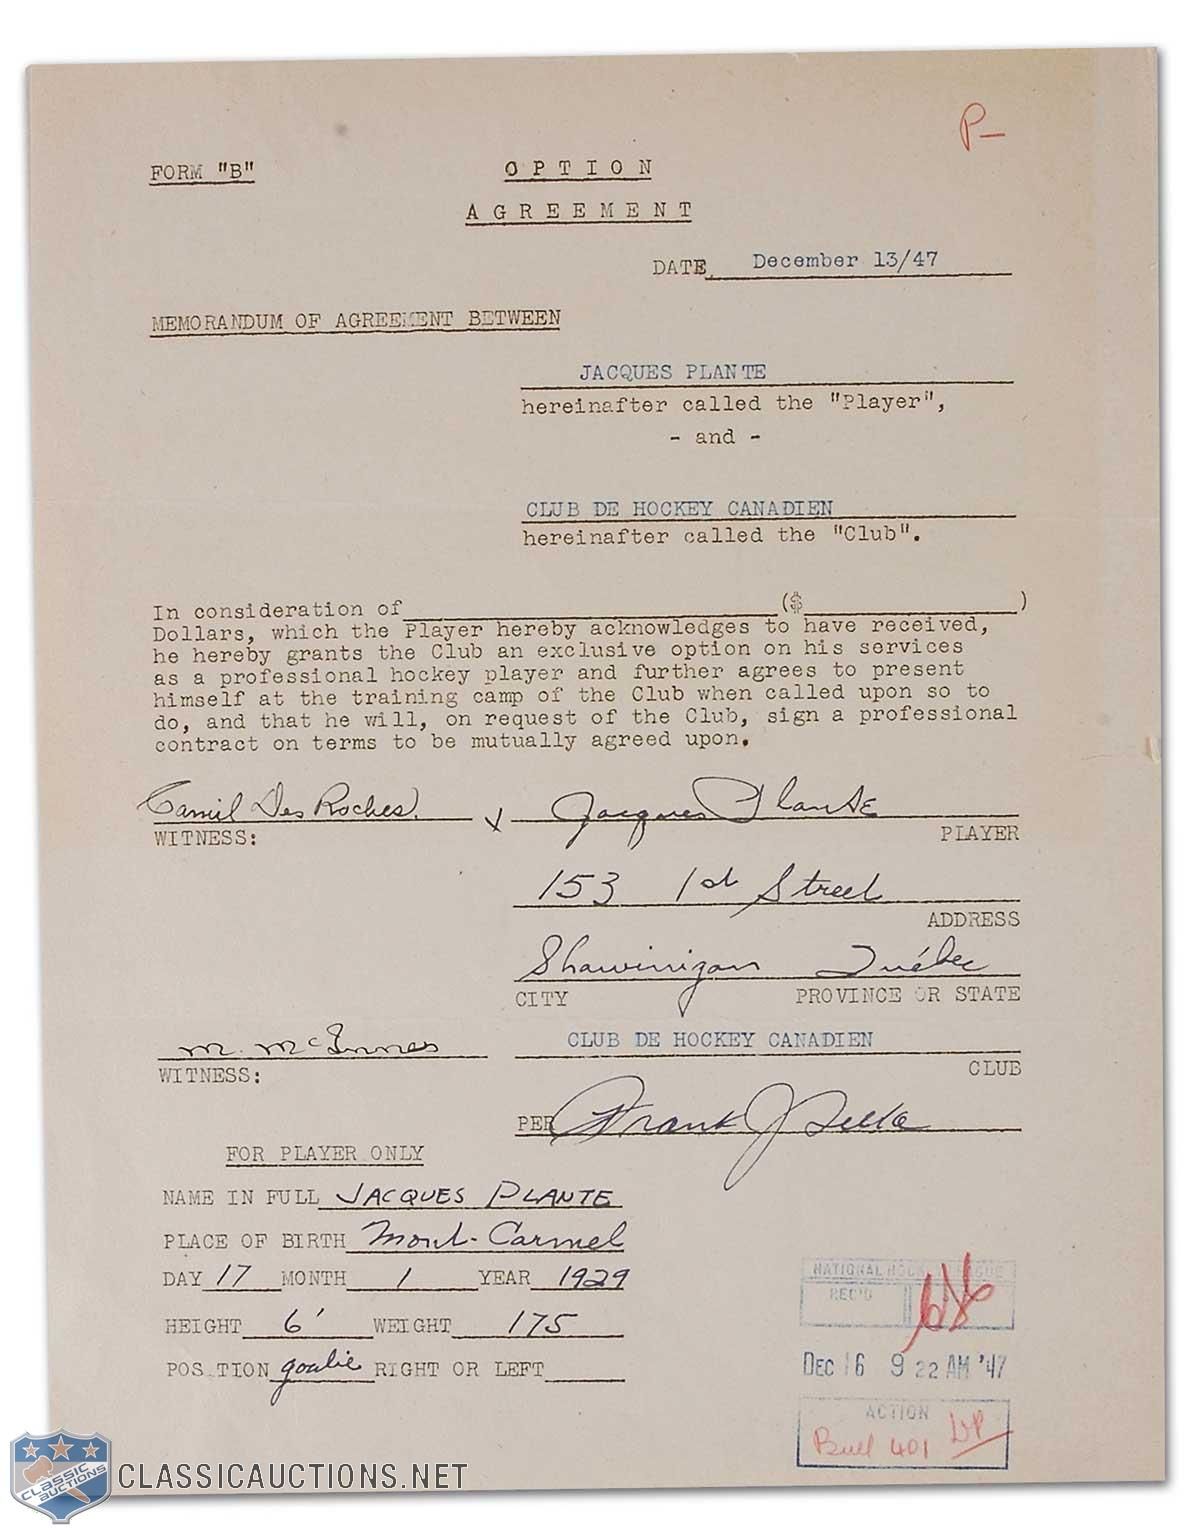 P-
FORM "B"
OPTION
AGREEMENT
DATE December 13/47
MEMORANDUM OF AGREEMENT BETWEEN
JACQUES PLANTE
hereinafter called the "Player",
- and -
CLUB DE HOCKEY CANADIEN
hereinafter called the "Club".
In consideration of ($ )
Dollars, which the Player hereby acknowledges to have received,
he hereby grants the Club an exclusive option on his services
as a professional hockey player and further agrees to present
himself at the training camp of the Club when called upon so to
do, and that he will, on request of the Club, sign a professional
contract on terms to be mutually agreed upon.
Camil Des Roches. x Jacques Plante
WITNESS: PLAYER
153 1st Street
ADDRESS
Shawinigan Québec
CITY PROVINCE OR STATE
M. McInnes CLUB DE HOCKEY CANADIEN
WITNESS: CLUB
PER Frank J Selke
FOR PLAYER ONLY
NAME IN FULL JACQUES PLANTE
PLACE OF BIRTH Mont-Carmel
DAY 17 MONTH 1 YEAR 1929
HEIGHT 6' WEIGHT 175
POSITION goalie RIGHT OR LEFT
NATIONAL HOCKEY LEAGUE
REC'D
DEC 16 9 22 AM '47
ACTION
Bull 401
CLASSIC AUCTIONS
CLASSICAUCTIONS.NET